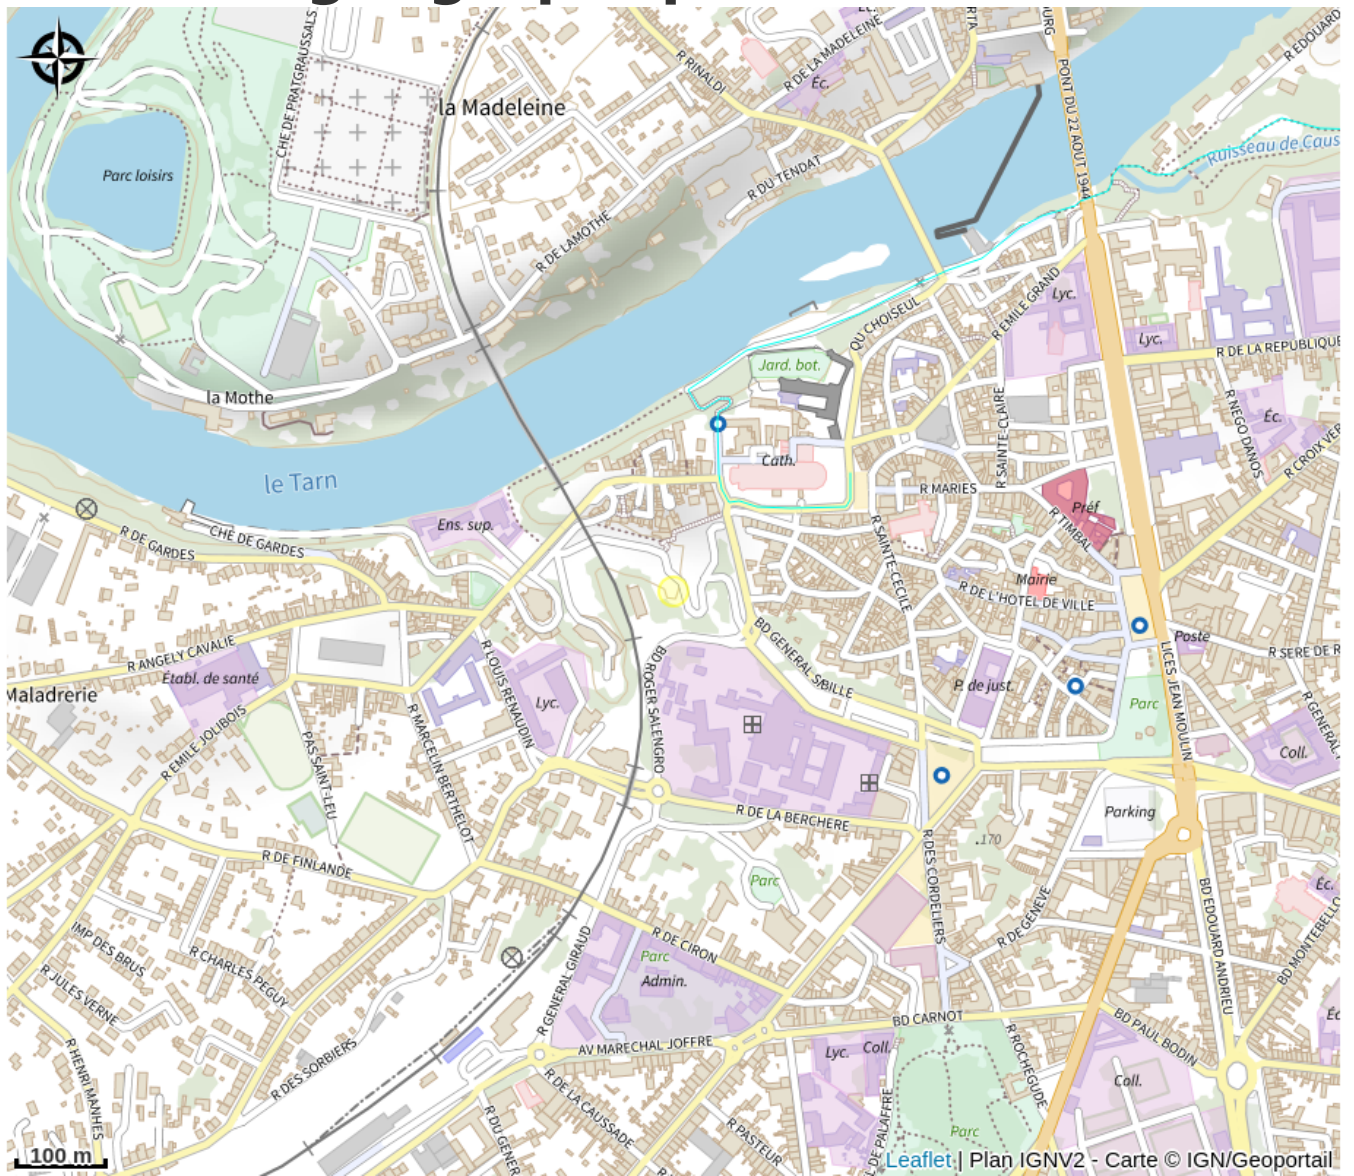 R RINALDI
R DE LA MADELEINE
Éc.
PONT DU 22 AOUT 1944
R EDOUARD
CHE DE PRATGRAUSSALS
la Madeleine
Ruisseau de Caus
Parc loisirs
R DU TENDAT
R DE LAMOTHE
Lyc.
R EMILE GRAND
QU CHOISEUL
Lyc.
R DE LA REPUBLIQUE
Jard. bot.
la Mothe
R SAINTE-CLAIRE
R NEGO DANOS
Éc.
R CROIX VER
Cath.
le Tarn
R MARIES
Préf
R TIMBAL
Ens. sup.
CHE DE GARDES
R DE GARDES
R SAINTE-CECILE
Mairie
R DE L'HOTEL DE VILLE
BD GENERAL SIBILLE
Poste
LICES JEAN MOULIN
R SERE DE R
R ANGELY CAVALIE
Établ. de santé
Maladrerie
R LOUIS RENAUDIN
BD ROGER SALENGRO
Lyc.
P. de just.
Parc
R GENERAL
R EMILE JOLIBOIS
R MARCELIN BERTHELOT
PAS SAINT-LEU
Coll.
R DE LA BERCHERE
Parking
.170
R DE FINLANDE
Parc
R DES CORDELIERS
R DE GENEVE
BD EDOUARD ANDRIEU
Éc.
BD MONTEBELLO
IMP DES BRUS
R CHARLES PEGUY
R JULES VERNE
R GENERAL GIRAUD
R DE CIRON
Parc
Admin.
BD CARNOT
AV MARECHAL JOFFRE
R DES SORBIERS
R HENRI MANHES
Lyc.
Coll.
R ROCHEGUDE
BD PAUL BODIN
Coll.
R DE LA CAUSSADE
R DU GENER
R PASTEUR
E DE PALAFFRE
Parc
100 m
Leaflet | Plan IGNV2 - Carte © IGN/Geoportail